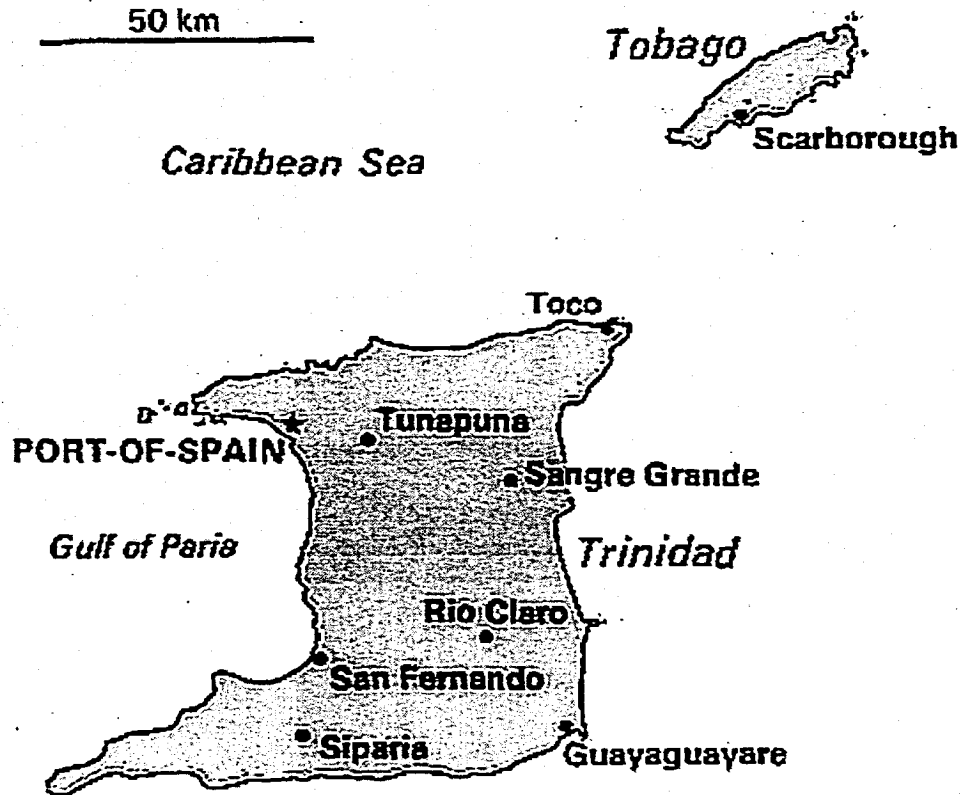 50 km
Tobago
Scarborough
Caribbean Sea
Toco
Tunapuna
PORT-OF-SPAIN
Sangre Grande
Gulf of Paria
Trinidad
Rio Claro
San Fernando
Siparia
Guayaguayare